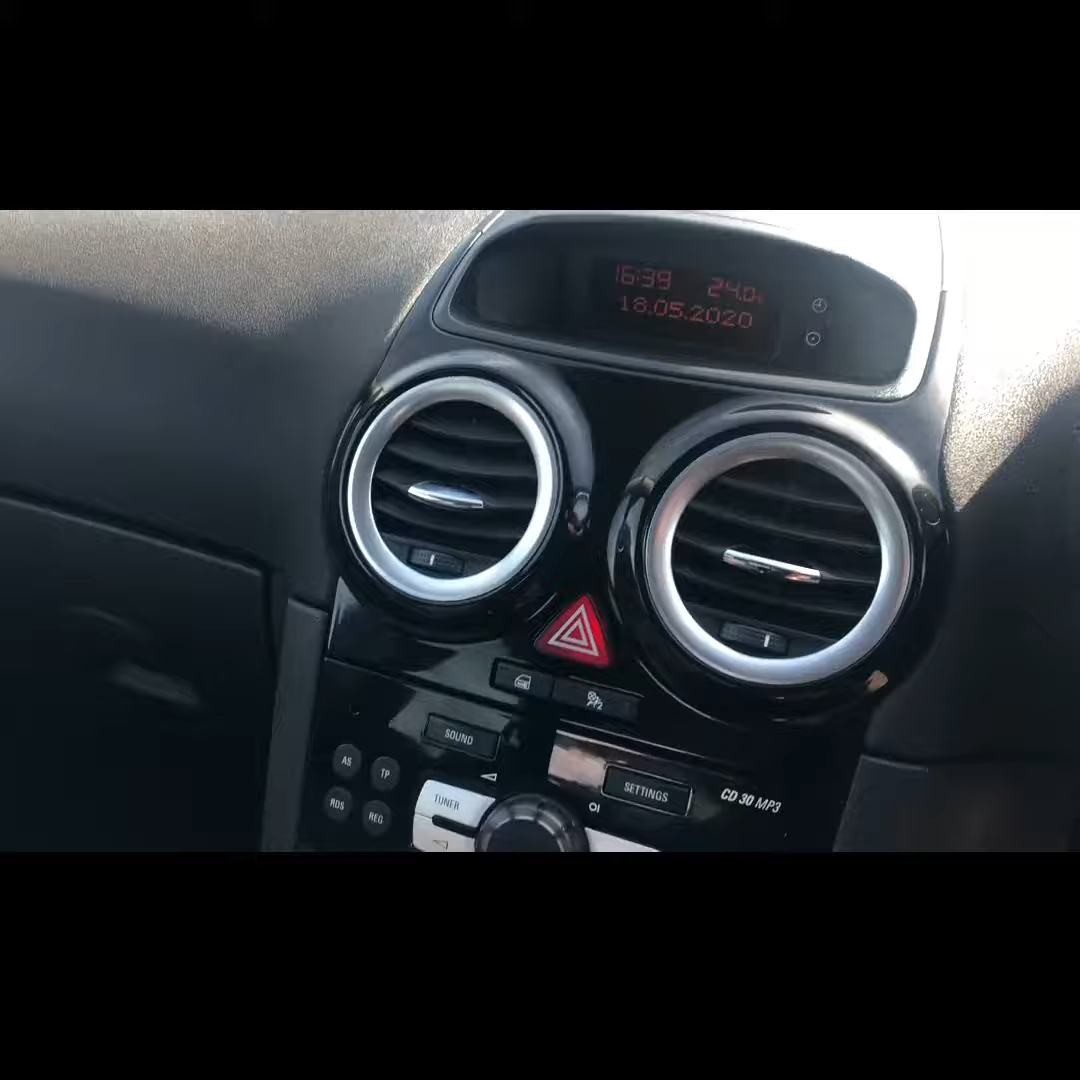 16:39 24.0
18.05.2020
SOUND
AS
TP
RDS
REG
TUNER
SETTINGS
CD 30 MP3